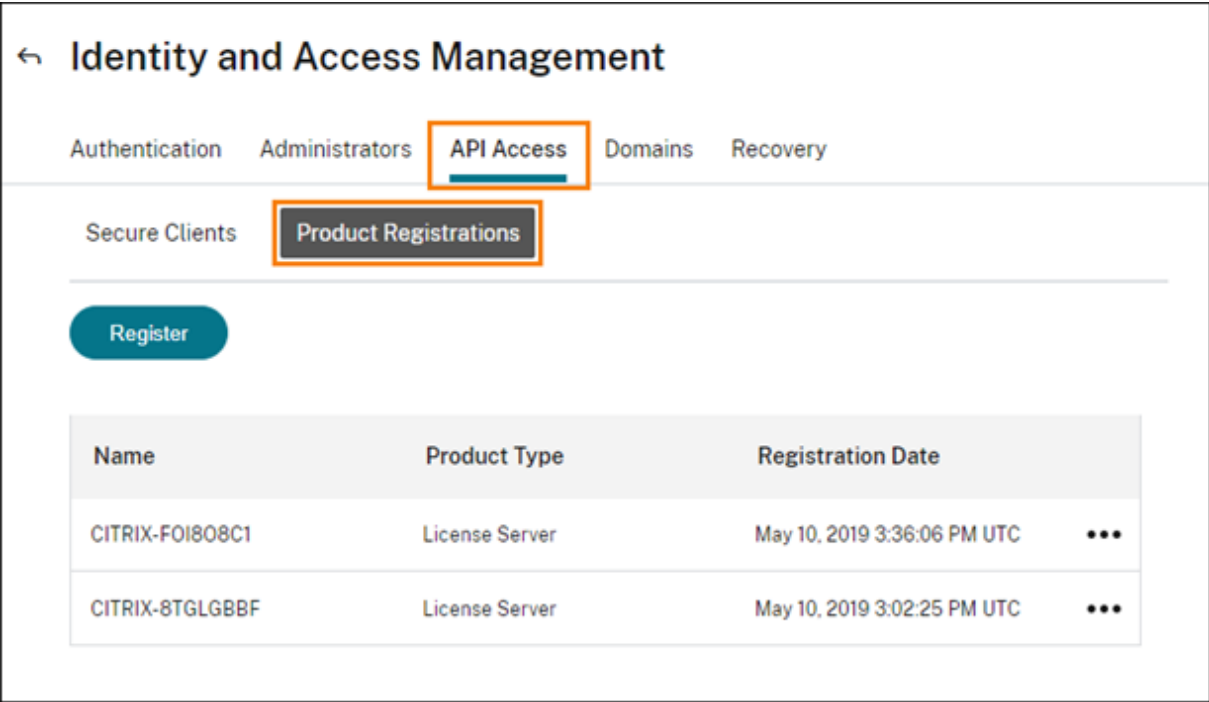 Identity and Access Management
Authentication Administrators API Access Domains Recovery
Secure Clients Product Registrations
Register
Name Product Type Registration Date
CITRIX-FOI8O8C1 License Server May 10, 2019 3:36:06 PM UTC
CITRIX-8TGLGBBF License Server May 10, 2019 3:02:25 PM UTC